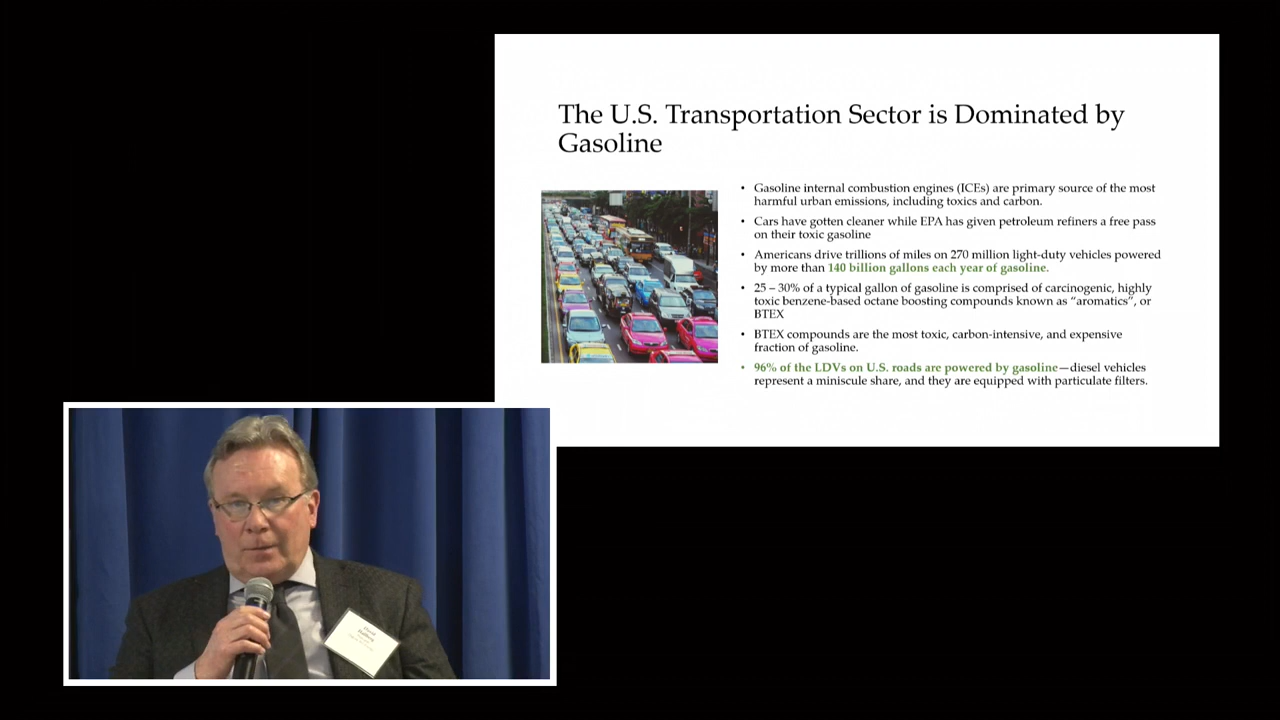 The U.S. Transportation Sector is Dominated by
Gasoline
• Gasoline internal combustion engines (ICEs) are primary source of the most
harmful urban emissions, including toxics and carbon.
• Cars have gotten cleaner while EPA has given petroleum refiners a free pass
on their toxic gasoline
• Americans drive trillions of miles on 270 million light-duty vehicles powered
by more than 140 billion gallons each year of gasoline.
• 25 – 30% of a typical gallon of gasoline is comprised of carcinogenic, highly
toxic benzene-based octane boosting compounds known as “aromatics”, or
BTEX
• BTEX compounds are the most toxic, carbon-intensive, and expensive
fraction of gasoline.
• 96% of the LDVs on U.S. roads are powered by gasoline—diesel vehicles
represent a miniscule share, and they are equipped with particulate filters.